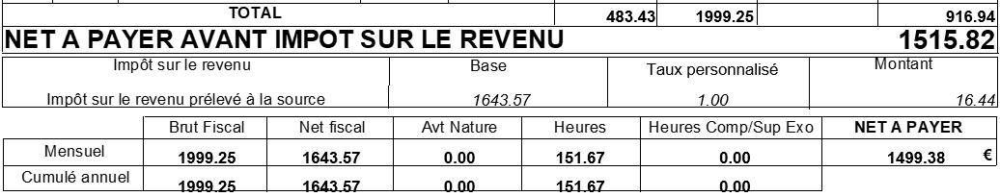 TOTAL 483.43 1999.25 916.94
NET A PAYER AVANT IMPOT SUR LE REVENU 1515.82
Impôt sur le revenu Base Taux personnalisé Montant
Impôt sur le revenu prélevé à la source 1643.57 1.00 16.44
Brut Fiscal Net fiscal Avt Nature Heures Heures Comp/Sup Exo NET A PAYER
Mensuel 1999.25 1643.57 0.00 151.67 0.00 1499.38 €
Cumulé annuel 1999.25 1643.57 0.00 151.67 0.00